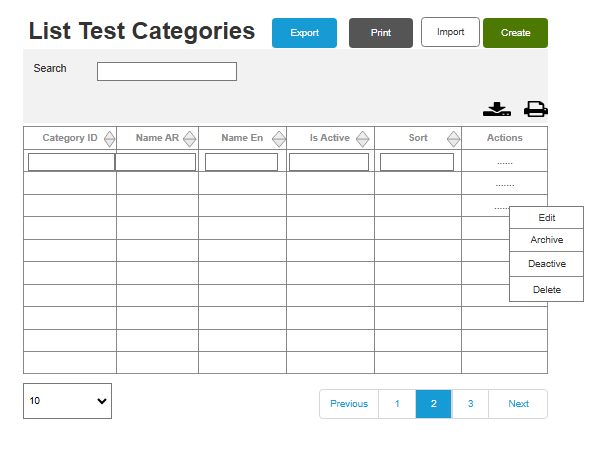 List Test Categories Export Print Import Create
Search
Category ID Name AR Name En Is Active Sort Actions
......
.......
......
Edit
Archive
Deactive
Delete
10
Previous 1 2 3 Next